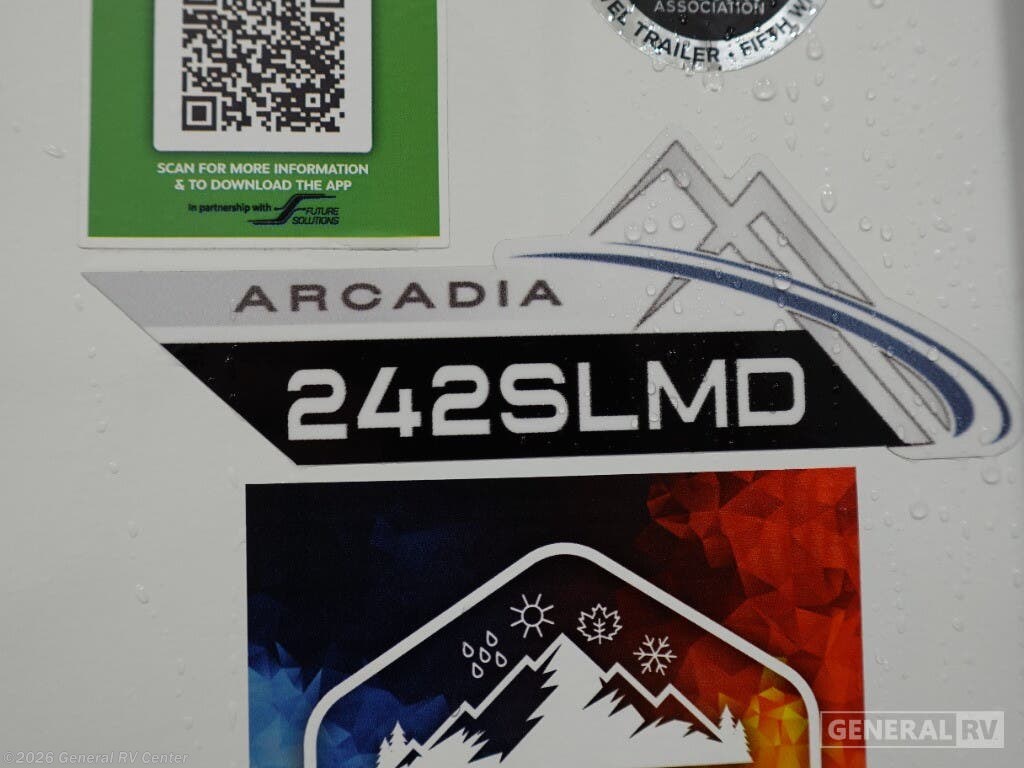 ASSOCIATION
TRAILER • FIFTH
SCAN FOR MORE INFORMATION
& TO DOWNLOAD THE APP
In partnership with FUTURE
SOLUTIONS
ARCADIA
242SLMD
GENERAL RV
©2026 General RV Center